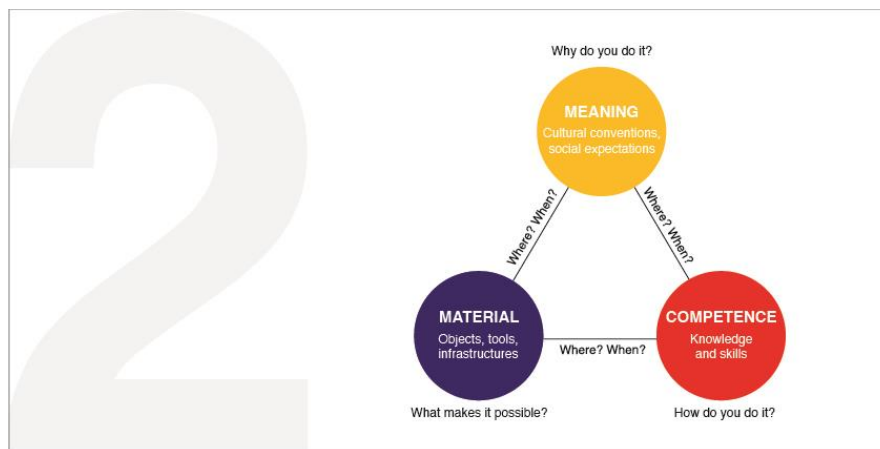 2
Why do you do it?
MEANING
Cultural conventions,
social expectations
Where? When?
Where? When?
MATERIAL
Objects, tools,
infrastructures
Where? When?
COMPETENCE
Knowledge
and skills
What makes it possible?
How do you do it?